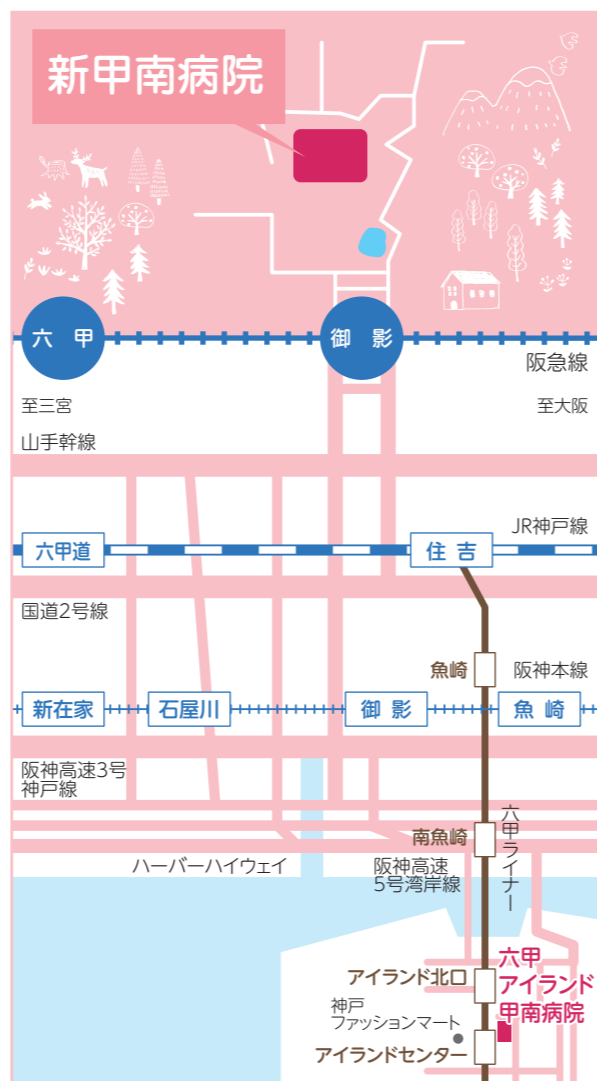 新甲南病院
六甲
御影
阪急線
至三宮
至大阪
山手幹線
JR神戸線
六甲道
住吉
国道2号線
魚崎
阪神本線
新在家
石屋川
御影
魚崎
阪神高速3号
神戸線
南魚崎
六甲ライナー
ハーバーハイウェイ
阪神高速
5号湾岸線
六甲
アイランド
甲南病院
アイランド北口
神戸
ファッションマート
アイランドセンター